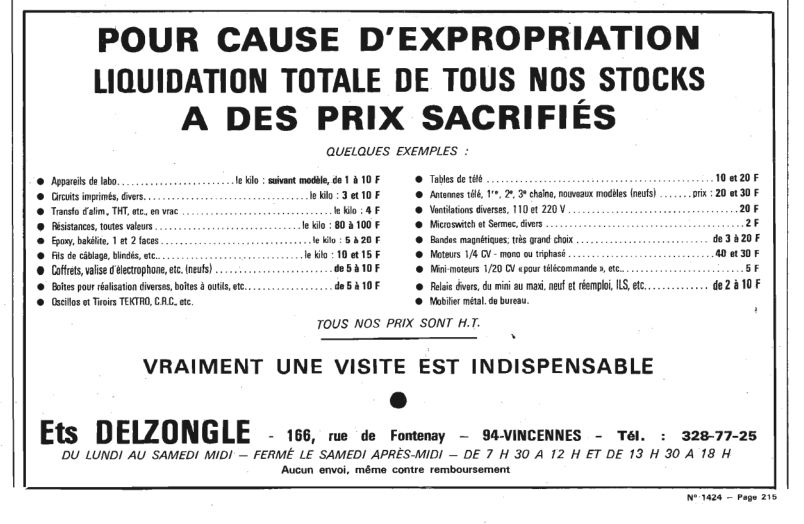 POUR CAUSE D'EXPROPRIATION
LIQUIDATION TOTALE DE TOUS NOS STOCKS
A DES PRIX SACRIFIÉS
QUELQUES EXEMPLES :
● Appareils de labo........................le kilo : suivant modèle, de 1 à 10 F
● Circuits imprimés, divers..................................le kilo : 3 et 10 F
● Transfo d'alim., THT, etc., en vrac ..............................le kilo : 4 F
● Résistances, toutes valeurs..............................le kilo : 80 à 100 F
● Epoxy, bakélite, 1 et 2 faces ..............................le kilo : 5 à 20 F
● Fils de câblage, blindés, etc..............................le kilo : 10 et 15 F
● Coffrets, valise d'électrophone, etc. (neufs) ........................de 5 à 10 F
● Boîtes pour réalisation diverses, boîtes à outils, etc....................de 5 à 10 F
● Oscillos et Tiroirs TEKTRO, C.R.C., etc.
● Tables de télé ................................................10 et 20 F
● Antennes télé, 1re, 2e, 3e chaîne, nouveaux modèles (neufs) .......prix : 20 et 30 F
● Ventilations diverses, 110 et 220 V ....................................20 F
● Microswitch et Sermec, divers ........................................2 F
● Bandes magnétiques; très grand choix ..............................de 3 à 20 F
● Moteurs 1/4 CV - mono ou triphasé..............................40 et 30 F
● Mini-moteurs 1/20 CV «pour télécommande », etc..........................5 F
● Relais divers, du mini au maxi, neuf et réemploi, ILS, etc.............. de 2 à 10 F
● Mobilier métal. de bureau.
TOUS NOS PRIX SONT H.T.
VRAIMENT UNE VISITE EST INDISPENSABLE
Ets DELZONGLE - 166, rue de Fontenay – 94-VINCENNES - Tél. : 328-77-25
DU LUNDI AU SAMEDI MIDI – FERMÉ LE SAMEDI APRÈS-MIDI – DE 7 H 30 A 12 H ET DE 13 H 30 A 18 H
Aucun envoi, même contre remboursement
N° 1424 – Page 215